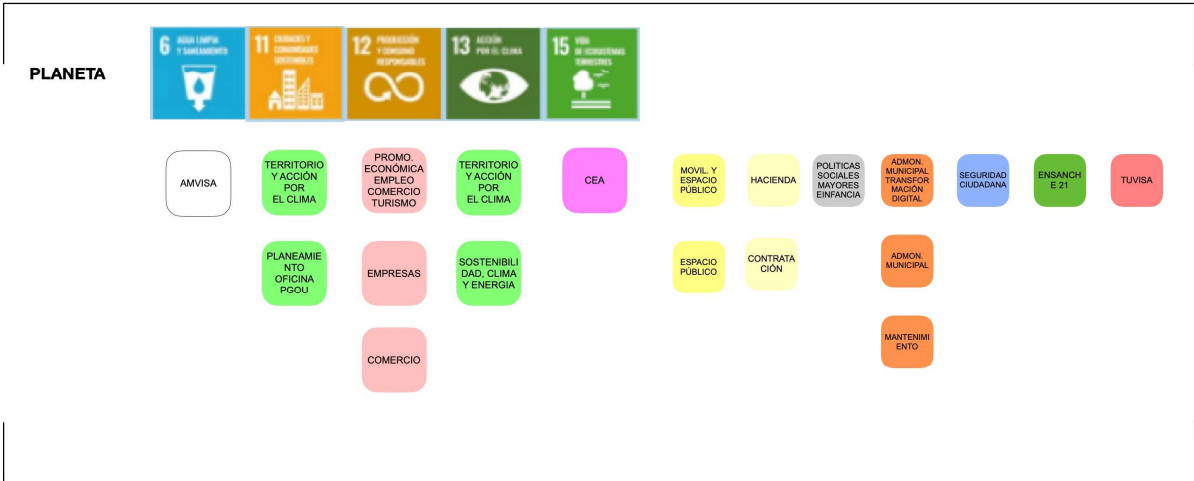 PLANETA
6 AGUA LIMPIA
Y SANEAMIENTO
11 CIUDADES Y
COMUNIDADES
SOSTENIBLES
12 PRODUCCIÓN
Y CONSUMO
RESPONSABLES
13 ACCIÓN
POR EL CLIMA
15 VIDA
DE ECOSISTEMAS
TERRESTRES
AMVISA
TERRITORIO
Y ACCIÓN
POR
EL CLIMA
PROMO.
ECONÓMICA
EMPLEO
COMERCIO
TURISMO
TERRITORIO
Y ACCIÓN
POR
EL CLIMA
CEA
MOVIL. Y
ESPACIO
PÚBLICO
HACIENDA
POLITICAS
SOCIALES
MAYORES
EINFANCIA
ADMON.
MUNICIPAL
TRANSFOR
MACIÓN
DIGITAL
SEGURIDAD
CIUDADANA
ENSANCH
E 21
TUVISA
PLANEAMIE
NTO
OFICINA
PGOU
EMPRESAS
SOSTENIBILI
DAD, CLIMA
Y ENERGIA
ESPACIO
PÚBLICO
CONTRATA
CIÓN
ADMON.
MUNICIPAL
COMERCIO
MANTENIMI
ENTO